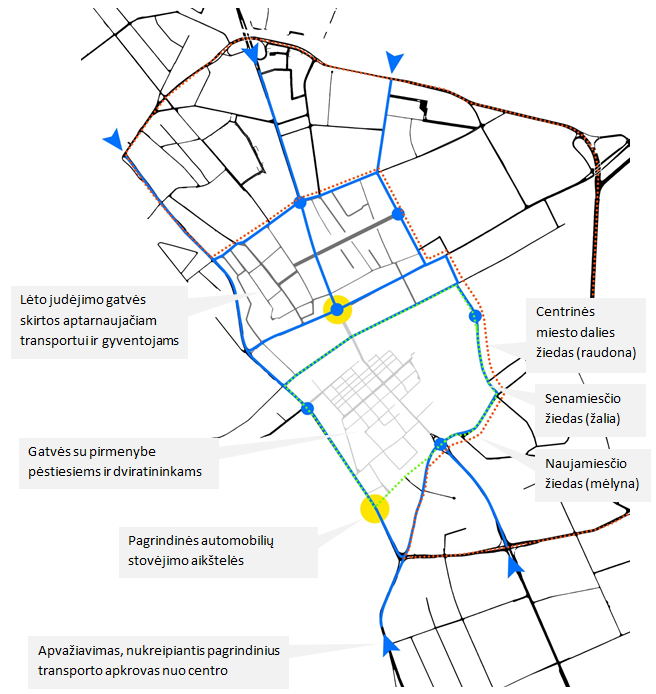 Lėto judėjimo gatvės
skirtos aptarnaujačiam
transportui ir gyventojams
Centrinės
miesto dalies
žiedas (raudona)
Senamiesčio
žiedas (žalia)
Gatvės su pirmenybe
pėstiesiems ir dviratininkams
Naujamiesčio
žiedas (mėlyna)
Pagrindinės automobilių
stovėjimo aikštelės
Apvažiavimas, nukreipiantis pagrindinius
transporto apkrovas nuo centro